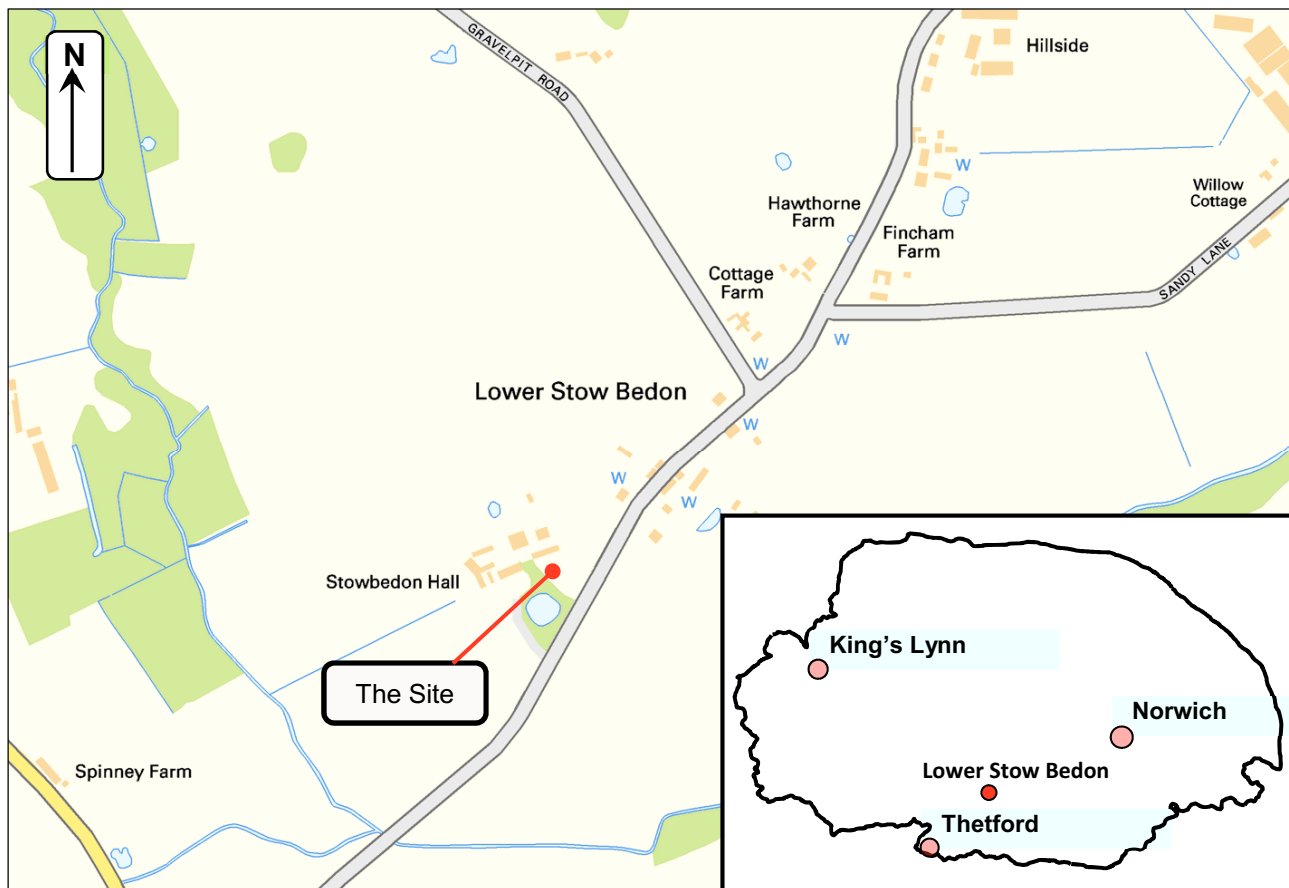 N
GRAVELPIT ROAD
Hillside
W
Willow
Cottage
Hawthorne
Farm
Fincham
Farm
SANDY LANE
Cottage
Farm
W
W
Lower Stow Bedon
W
W
W
Stowbedon Hall
The Site
Spinney Farm
King's Lynn
Norwich
Lower Stow Bedon
Thetford